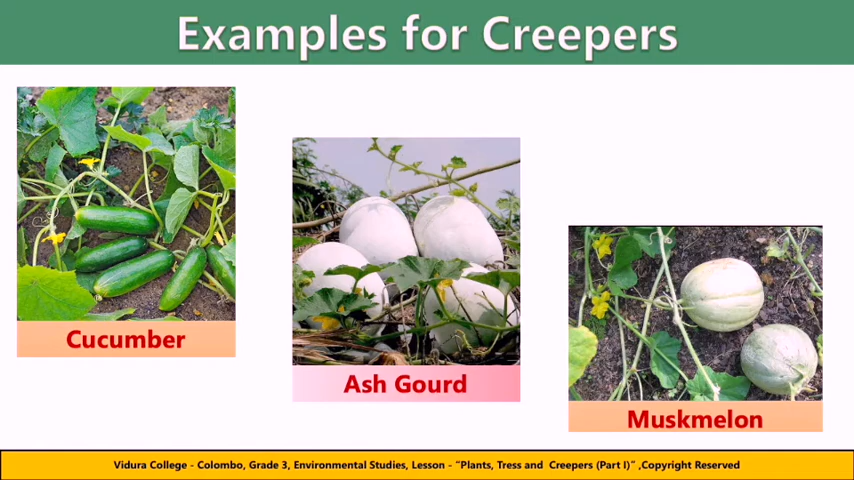 Examples for Creepers
Cucumber
Ash Gourd
Muskmelon
Vidura College - Colombo, Grade 3, Environmental Studies, Lesson - "Plants, Tress and Creepers (Part I)" ,Copyright Reserved